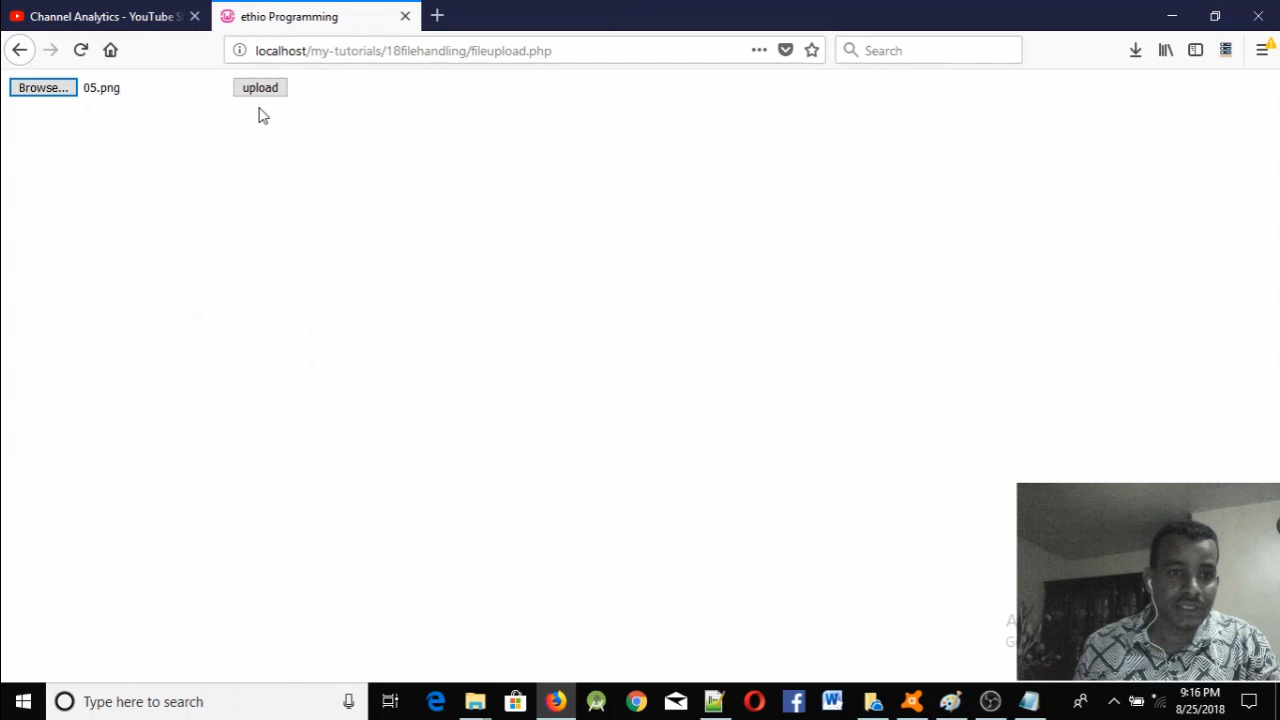 Channel Analytics - YouTube S
ethio Programming
localhost/my-tutorials/18filehandling/fileupload.php
Search
Browse...
05.png
upload
Type here to search
9:16 PM
8/25/2018